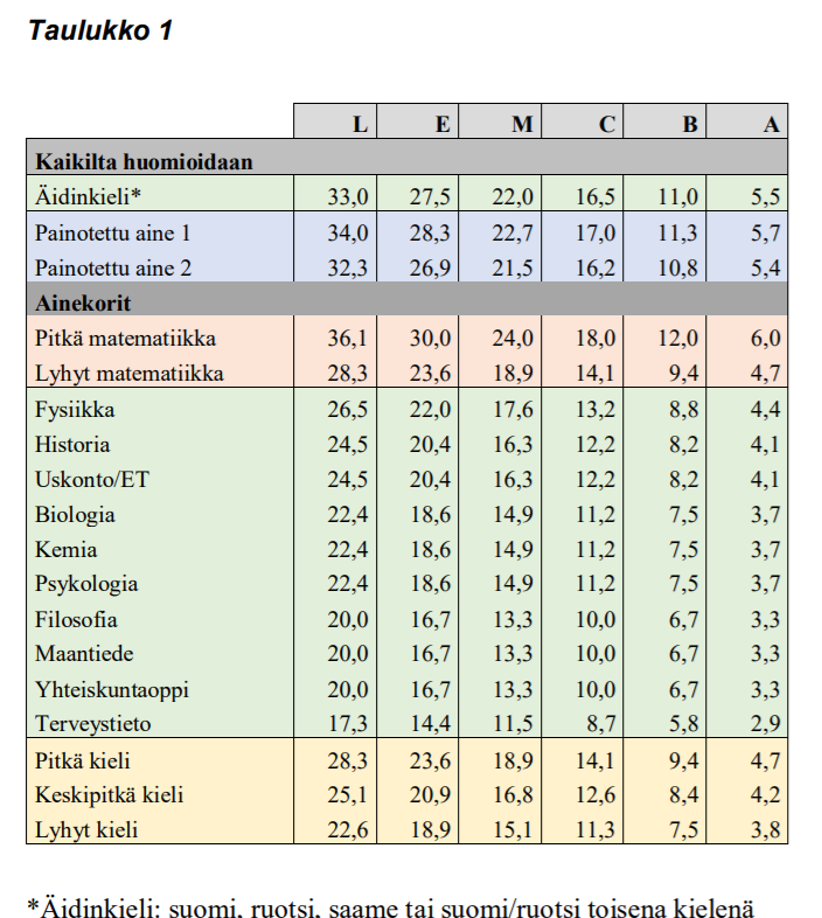 Taulukko 1
L E M C B A
Kaikilta huomioidaan
Äidinkieli* 33,0 27,5 22,0 16,5 11,0 5,5
Painotettu aine 1 34,0 28,3 22,7 17,0 11,3 5,7
Painotettu aine 2 32,3 26,9 21,5 16,2 10,8 5,4
Ainekorit
Pitkä matematiikka 36,1 30,0 24,0 18,0 12,0 6,0
Lyhyt matematiikka 28,3 23,6 18,9 14,1 9,4 4,7
Fysiikka 26,5 22,0 17,6 13,2 8,8 4,4
Historia 24,5 20,4 16,3 12,2 8,2 4,1
Uskonto/ET 24,5 20,4 16,3 12,2 8,2 4,1
Biologia 22,4 18,6 14,9 11,2 7,5 3,7
Kemia 22,4 18,6 14,9 11,2 7,5 3,7
Psykologia 22,4 18,6 14,9 11,2 7,5 3,7
Filosofia 20,0 16,7 13,3 10,0 6,7 3,3
Maantiede 20,0 16,7 13,3 10,0 6,7 3,3
Yhteiskuntaoppi 20,0 16,7 13,3 10,0 6,7 3,3
Terveystieto 17,3 14,4 11,5 8,7 5,8 2,9
Pitkä kieli 28,3 23,6 18,9 14,1 9,4 4,7
Keskipitkä kieli 25,1 20,9 16,8 12,6 8,4 4,2
Lyhyt kieli 22,6 18,9 15,1 11,3 7,5 3,8
*Äidinkieli: suomi, ruotsi, saame tai suomi/ruotsi toisena kielenä